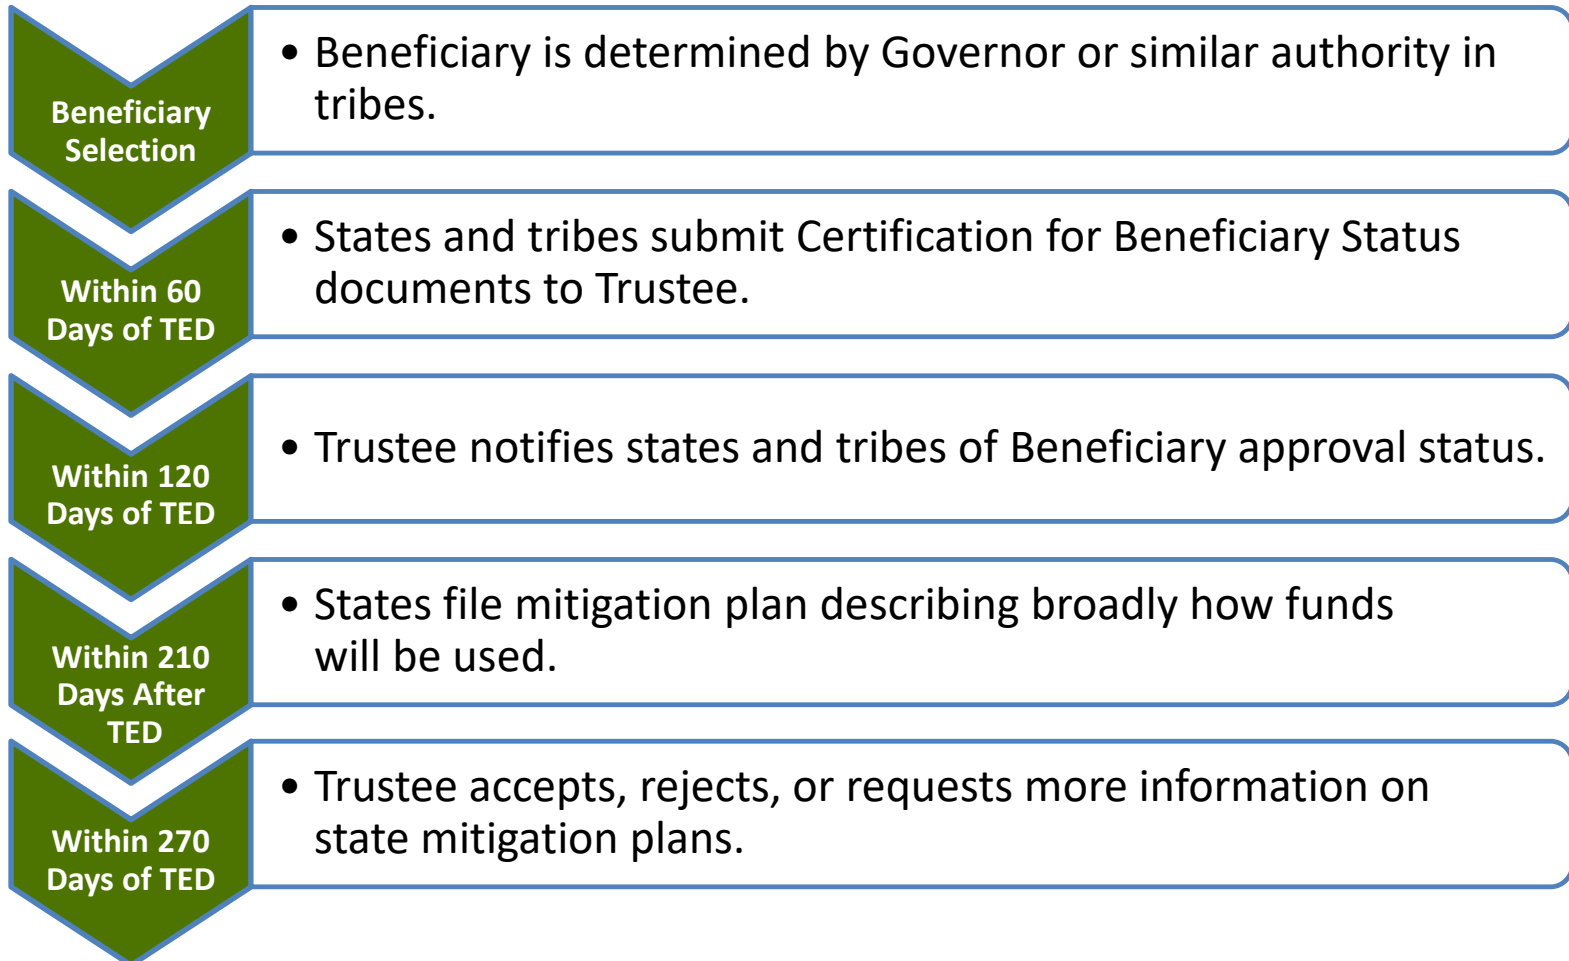 Beneficiary
Selection
• Beneficiary is determined by Governor or similar authority in
tribes.
Within 60
Days of TED
• States and tribes submit Certification for Beneficiary Status
documents to Trustee.
Within 120
Days of TED
• Trustee notifies states and tribes of Beneficiary approval status.
Within 210
Days After
TED
• States file mitigation plan describing broadly how funds
will be used.
Within 270
Days of TED
• Trustee accepts, rejects, or requests more information on
state mitigation plans.